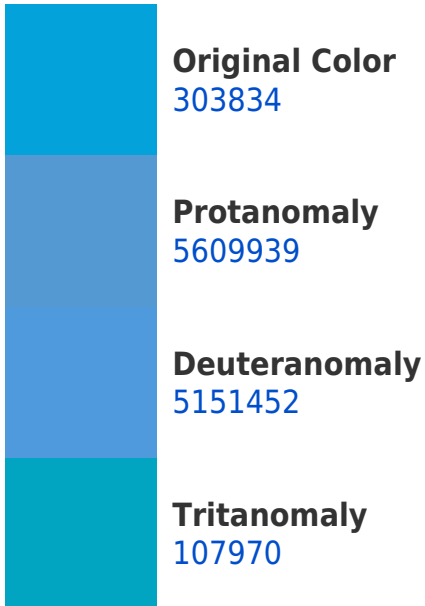 Original Color
303834
Protanomaly
5609939
Deuteranomaly
5151452
Tritanomaly
107970